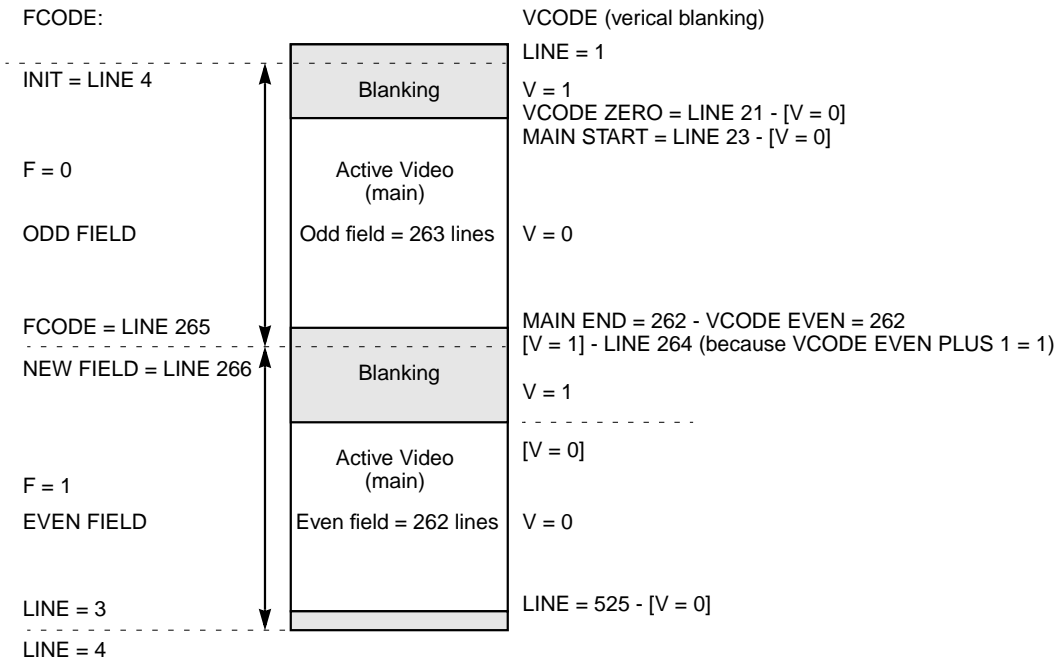 FCODE:
VCODE (verical blanking)
LINE = 1
INIT = LINE 4
Blanking
V = 1
VCODE ZERO = LINE 21 - [V = 0]
MAIN START = LINE 23 - [V = 0]
F = 0
Active Video
(main)
ODD FIELD
Odd field = 263 lines
V = 0
FCODE = LINE 265
MAIN END = 262 - VCODE EVEN = 262
[V = 1] - LINE 264 (because VCODE EVEN PLUS 1 = 1)
NEW FIELD = LINE 266
Blanking
V = 1
[V = 0]
Active Video
(main)
F = 1
EVEN FIELD
Even field = 262 lines
V = 0
LINE = 3
LINE = 525 - [V = 0]
LINE = 4